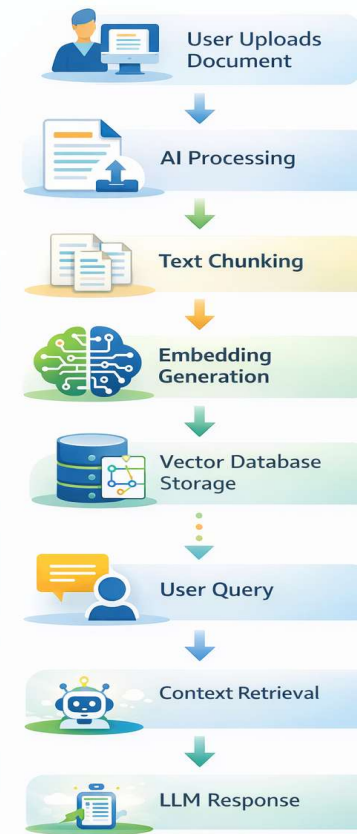 User Uploads
Document
AI Processing
Text Chunking
Embedding
Generation
Vector Database
Storage
User Query
Context Retrieval
LLM Response